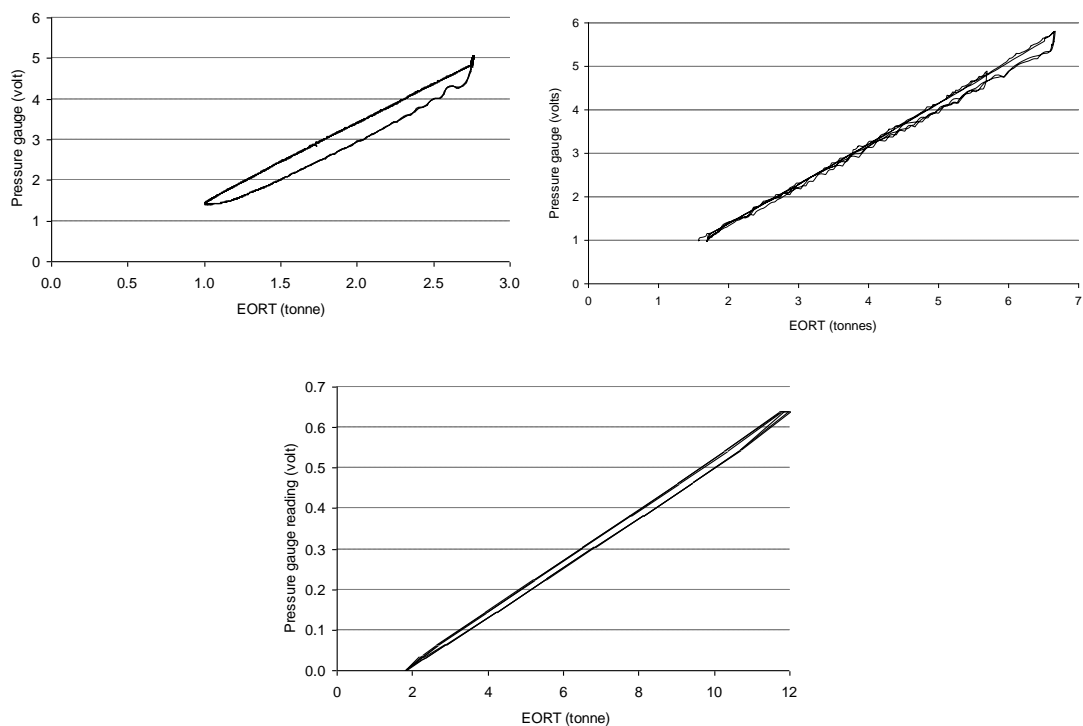 6
5
4
3
2
1
0
Pressure gauge (volt)
0.0 0.5 1.0 1.5 2.0 2.5 3.0
EORT (tonne)
6
5
4
3
2
1
0
Pressure gauge (volts)
0 1 2 3 4 5 6 7
EORT (tonnes)
0.7
0.6
0.5
0.4
0.3
0.2
0.1
0.0
Pressure gauge reading (volt)
0 2 4 6 8 10 12
EORT (tonne)